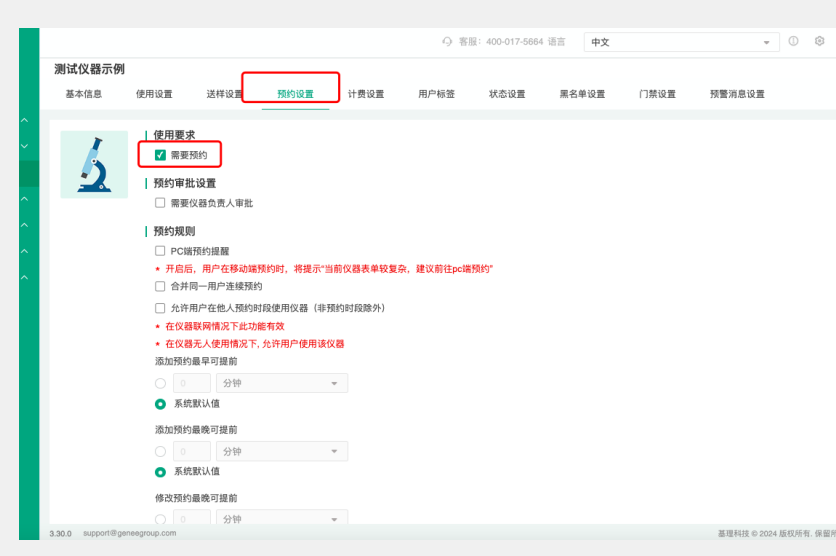 客服：400-017-5664 语言 中文
测试仪器示例
基本信息 使用设置 送样设置 预约设置 计费设置 用户标签 状态设置 黑名单设置 门禁设置 预警消息设置
使用要求
需要预约
预约审批设置
需要仪器负责人审批
预约规则
PC端预约提醒
* 开启后，用户在移动端预约时，将提示“当前仪器表单较复杂，建议前往pc端预约”
合并同一用户连续预约
允许用户在他人预约时段使用仪器（非预约时段除外）
* 在仪器联网情况下此功能有效
* 在仪器无人使用情况下, 允许用户使用该仪器
添加预约最早可提前
0 分钟
系统默认值
添加预约最晚可提前
0 分钟
系统默认值
修改预约最晚可提前
0 分钟
3.30.0 support@geneegroup.com 基理科技 © 2024 版权所有. 保留